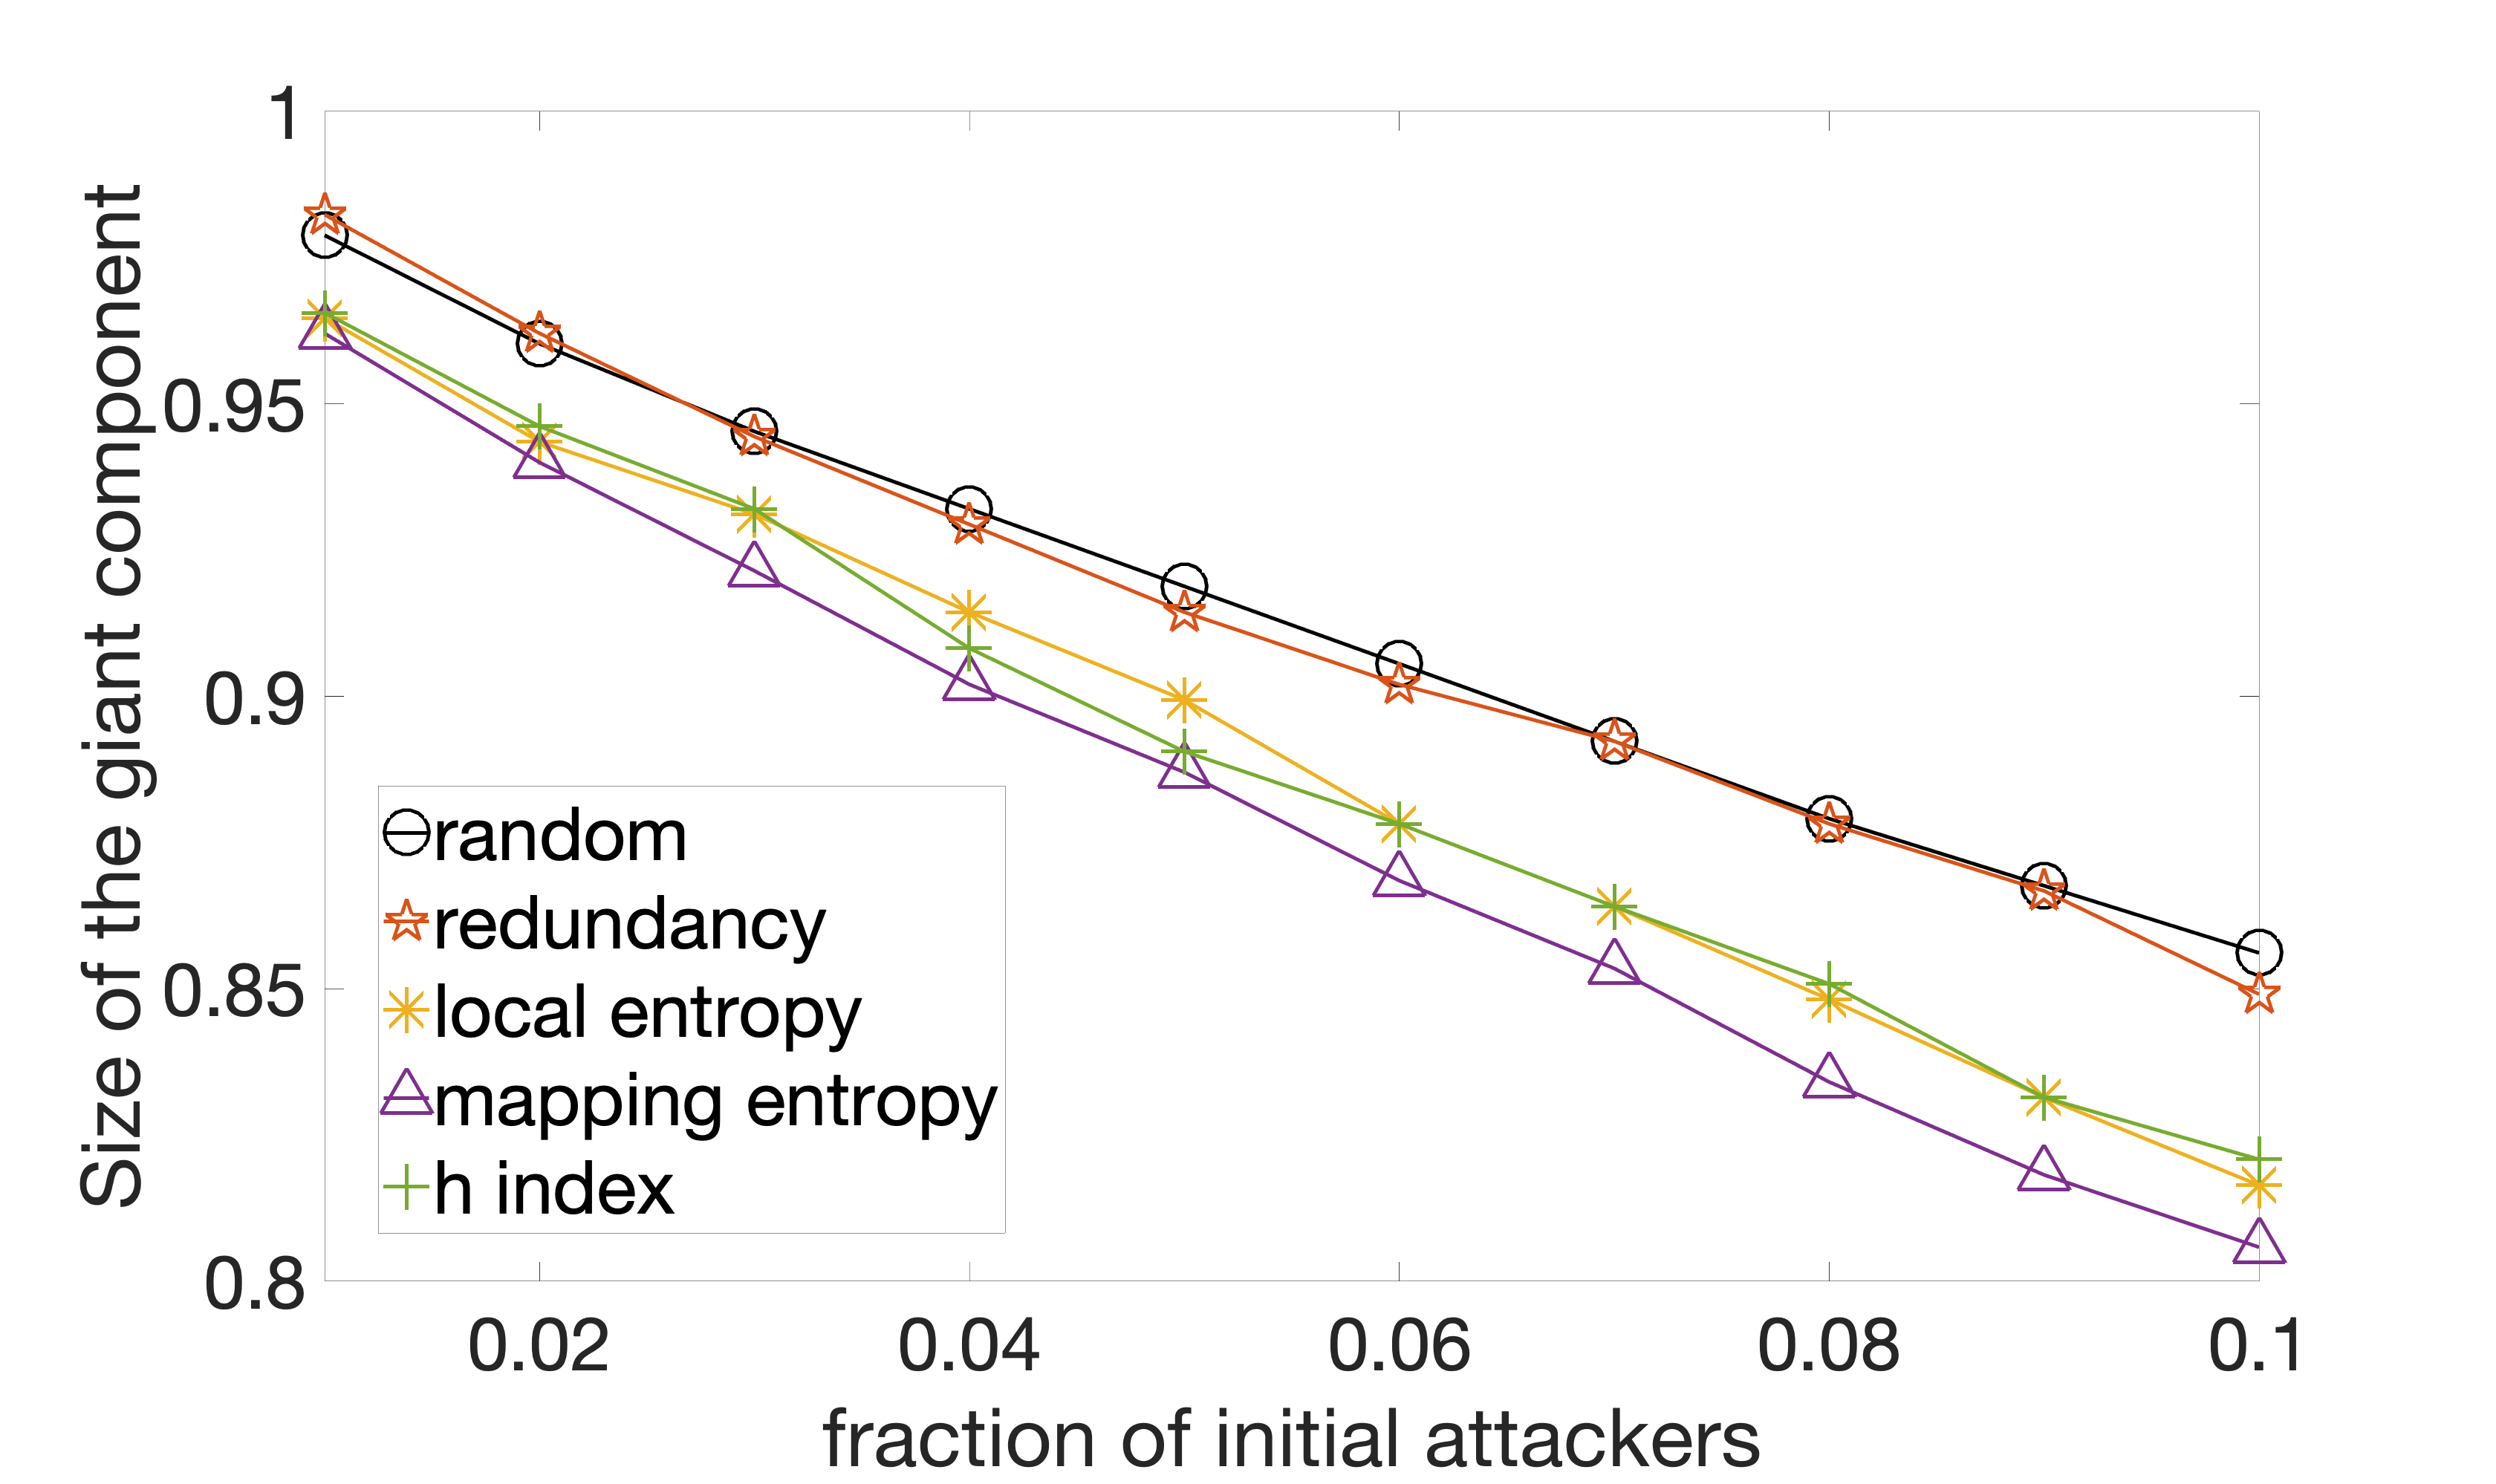 Size of the giant component
1
0.95
0.9
0.85
0.8
random
redundancy
local entropy
mapping entropy
h index
0.02 0.04 0.06 0.08 0.1
fraction of initial attackers